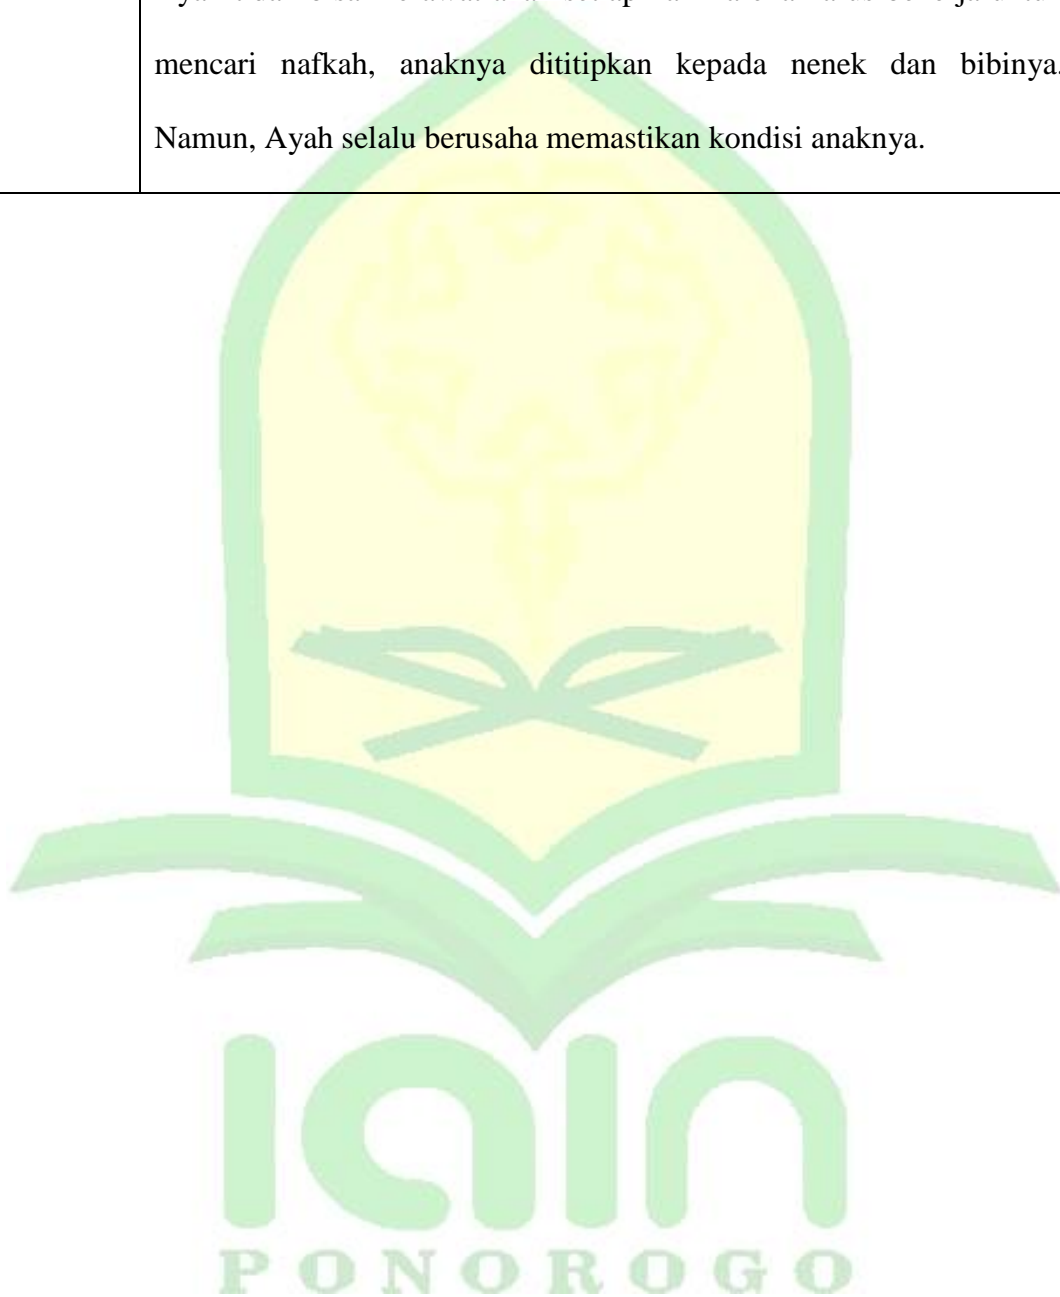 mencari nafkah, anaknya dititipkan kepada nenek dan bibinya.
Namun, Ayah selalu berusaha memastikan kondisi anaknya.
iain
PONOROGO